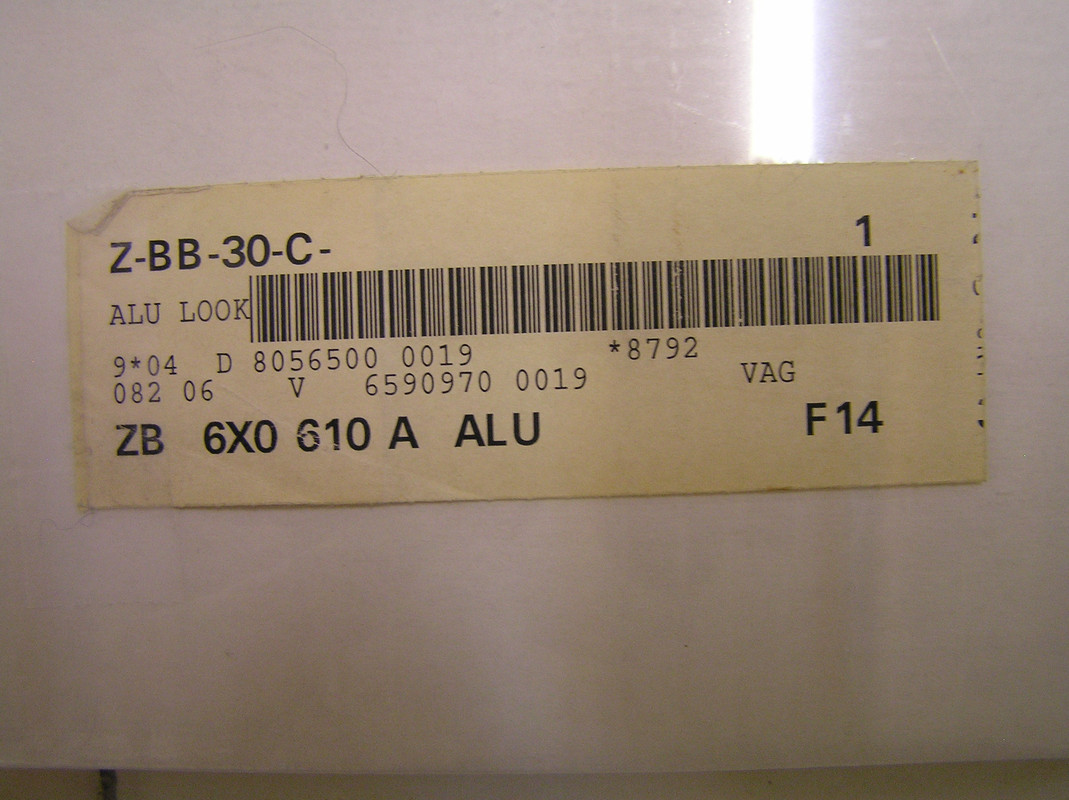 Z-BB-30-C- 1
ALU LOOK
9*04 D 8056500 0019 *8792
082 06 V 6590970 0019 VAG
ZB 6X0 610 A ALU F14